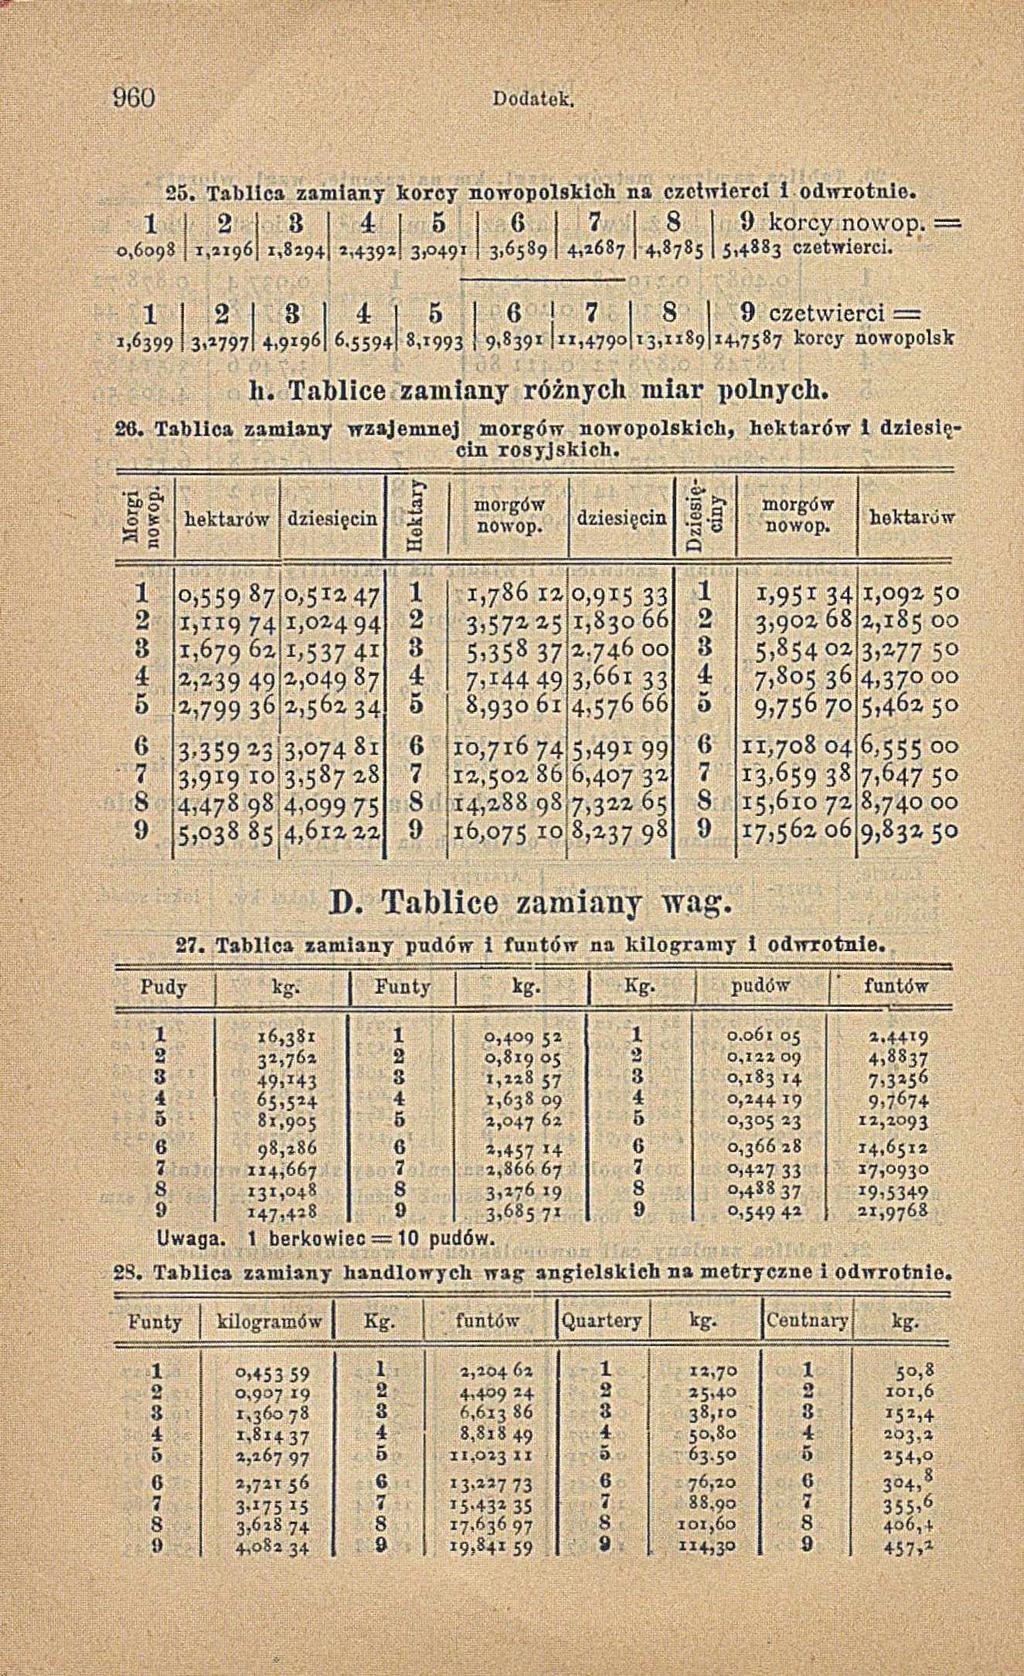 960 Dodatek.
25. Tablica zamiany korcy nowopolskich na czetwierci i odwrotnie.
1 | 2 | 3 | 4 | 5 | 6 | 7 | 8 | 9 korcy nowop. =
0,6098 | 1,2196 | 1,8294 | 2,4392 | 3,0491 | 3,6589 | 4,2687 | 4,8785 | 5,4883 czetwierci.
1 | 2 | 3 | 4 | 5 | 6 | 7 | 8 | 9 czetwierci =
1,6399 | 3,2797 | 4,9196 | 6,5594 | 8,1993 | 9,8391 | 11,4790 | 13,1189 | 14,7587 korcy nowopolsk
h. Tablice zamiany różnych miar polnych.
26. Tablica zamiany wzajemnej morgów nowopolskich, hektarów i dziesię-
cin rosyjskich.
Morgi nowop. | hektarów | dziesięcin | Hektary | morgów nowop. | dziesięcin | Dziesię-ciny | morgów nowop. | hektarów
1 | 0,559 87 | 0,512 47 | 1 | 1,786 12 | 0,915 33 | 1 | 1,951 34 | 1,092 50
2 | 1,119 74 | 1,024 94 | 2 | 3,572 25 | 1,830 66 | 2 | 3,902 68 | 2,185 00
3 | 1,679 62 | 1,537 41 | 3 | 5,358 37 | 2,746 00 | 3 | 5,854 02 | 3,277 50
4 | 2,239 49 | 2,049 87 | 4 | 7,144 49 | 3,661 33 | 4 | 7,805 36 | 4,370 00
5 | 2,799 36 | 2,562 34 | 5 | 8,930 61 | 4,576 66 | 5 | 9,756 70 | 5,462 50
6 | 3,359 23 | 3,074 81 | 6 | 10,716 74 | 5,491 99 | 6 | 11,708 04 | 6,555 00
7 | 3,919 10 | 3,587 28 | 7 | 12,502 86 | 6,407 32 | 7 | 13,659 38 | 7,647 50
8 | 4,478 98 | 4,099 75 | 8 | 14,288 98 | 7,322 65 | 8 | 15,610 72 | 8,740 00
9 | 5,038 85 | 4,612 22 | 9 | 16,075 10 | 8,237 98 | 9 | 17,562 06 | 9,832 50
D. Tablice zamiany wag.
27. Tablica zamiany pudów i funtów na kilogramy i odwrotnie.
Pudy | kg. | Funty | kg. | Kg. | pudów | funtów
1 | 16,381 | 1 | 0,409 52 | 1 | 0.061 05 | 2,4419
2 | 32,762 | 2 | 0,819 05 | 2 | 0,122 09 | 4,8837
3 | 49,143 | 3 | 1,228 57 | 3 | 0,183 14 | 7,3256
4 | 65,524 | 4 | 1,638 09 | 4 | 0,244 19 | 9,7674
5 | 81,905 | 5 | 2,047 62 | 5 | 0,305 23 | 12,2093
6 | 98,286 | 6 | 2,457 14 | 6 | 0,366 28 | 14,6512
7 | 114,667 | 7 | 2,866 67 | 7 | 0,427 33 | 17,0930
8 | 131,048 | 8 | 3,276 19 | 8 | 0,488 37 | 19,5349
9 | 147,428 | 9 | 3,685 71 | 9 | 0,549 42 | 21,9768
Uwaga. 1 berkowiec = 10 pudów.
28. Tablica zamiany handlowych wag angielskich na metryczne i odwrotnie.
Funty | kilogramów | Kg. | funtów | Quartery | kg. | Centnary | kg.
1 | 0,453 59 | 1 | 2,204 62 | 1 | 12,70 | 1 | 50,8
2 | 0,907 19 | 2 | 4,409 24 | 2 | 25,40 | 2 | 101,6
3 | 1,360 78 | 3 | 6,613 86 | 3 | 38,10 | 3 | 152,4
4 | 1,814 37 | 4 | 8,818 49 | 4 | 50,80 | 4 | 203,2
5 | 2,267 97 | 5 | 11,023 11 | 5 | 63,50 | 5 | 254,0
6 | 2,721 56 | 6 | 13,227 73 | 6 | 76,20 | 6 | 304,8
7 | 3,175 15 | 7 | 15,432 35 | 7 | 88,90 | 7 | 355,6
8 | 3,628 74 | 8 | 17,636 97 | 8 | 101,60 | 8 | 406,4
9 | 4,082 34 | 9 | 19,841 59 | 9 | 114,30 | 9 | 457,2